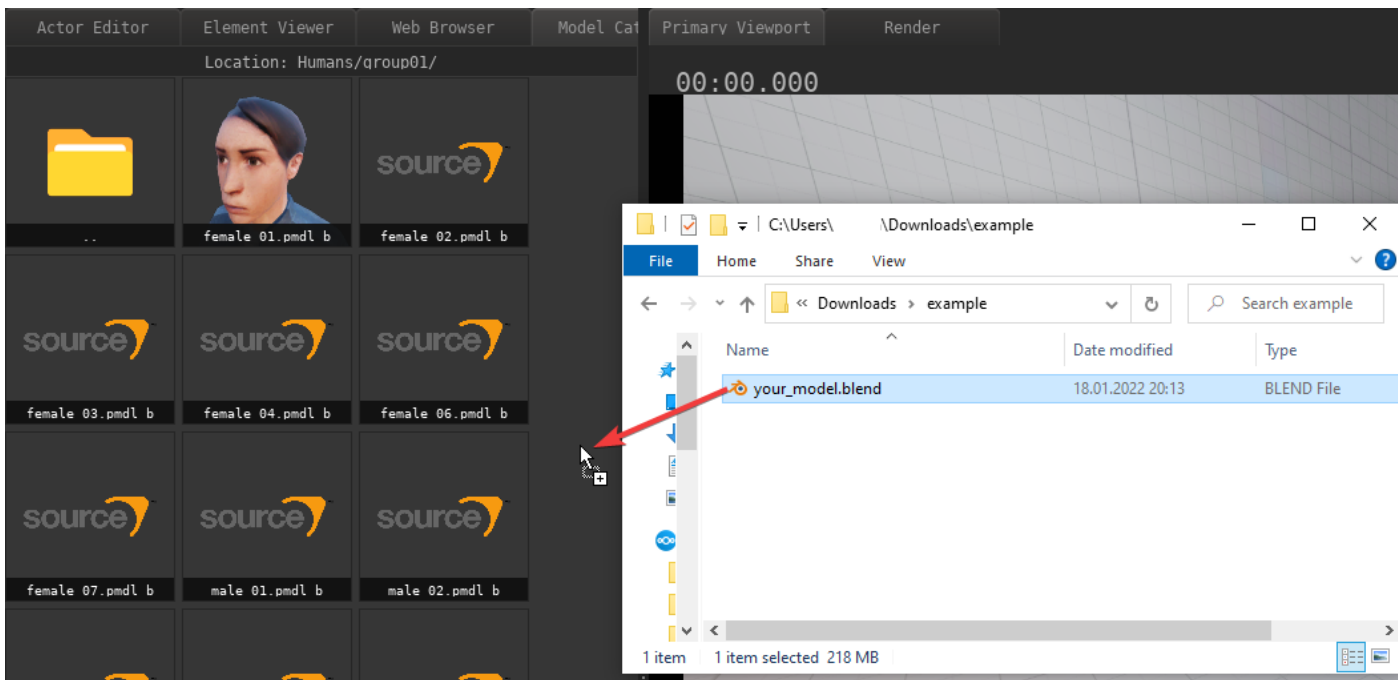 Actor Editor
Element Viewer
Web Browser
Model Cat
Primary Viewport
Render
Location: Humans/group01/
00:00.000
source
..
female 01.pmdl b
female 02.pmdl b
source
source
source
female 03.pmdl b
female 04.pmdl b
female 06.pmdl b
source
source
source
female 07.pmdl b
male 01.pmdl b
male 02.pmdl b
C:\Users\ \Downloads\example
File
Home
Share
View
?
« Downloads > example
Search example
Name
Date modified
Type
your_model.blend
18.01.2022 20:13
BLEND File
1 item
1 item selected 218 MB